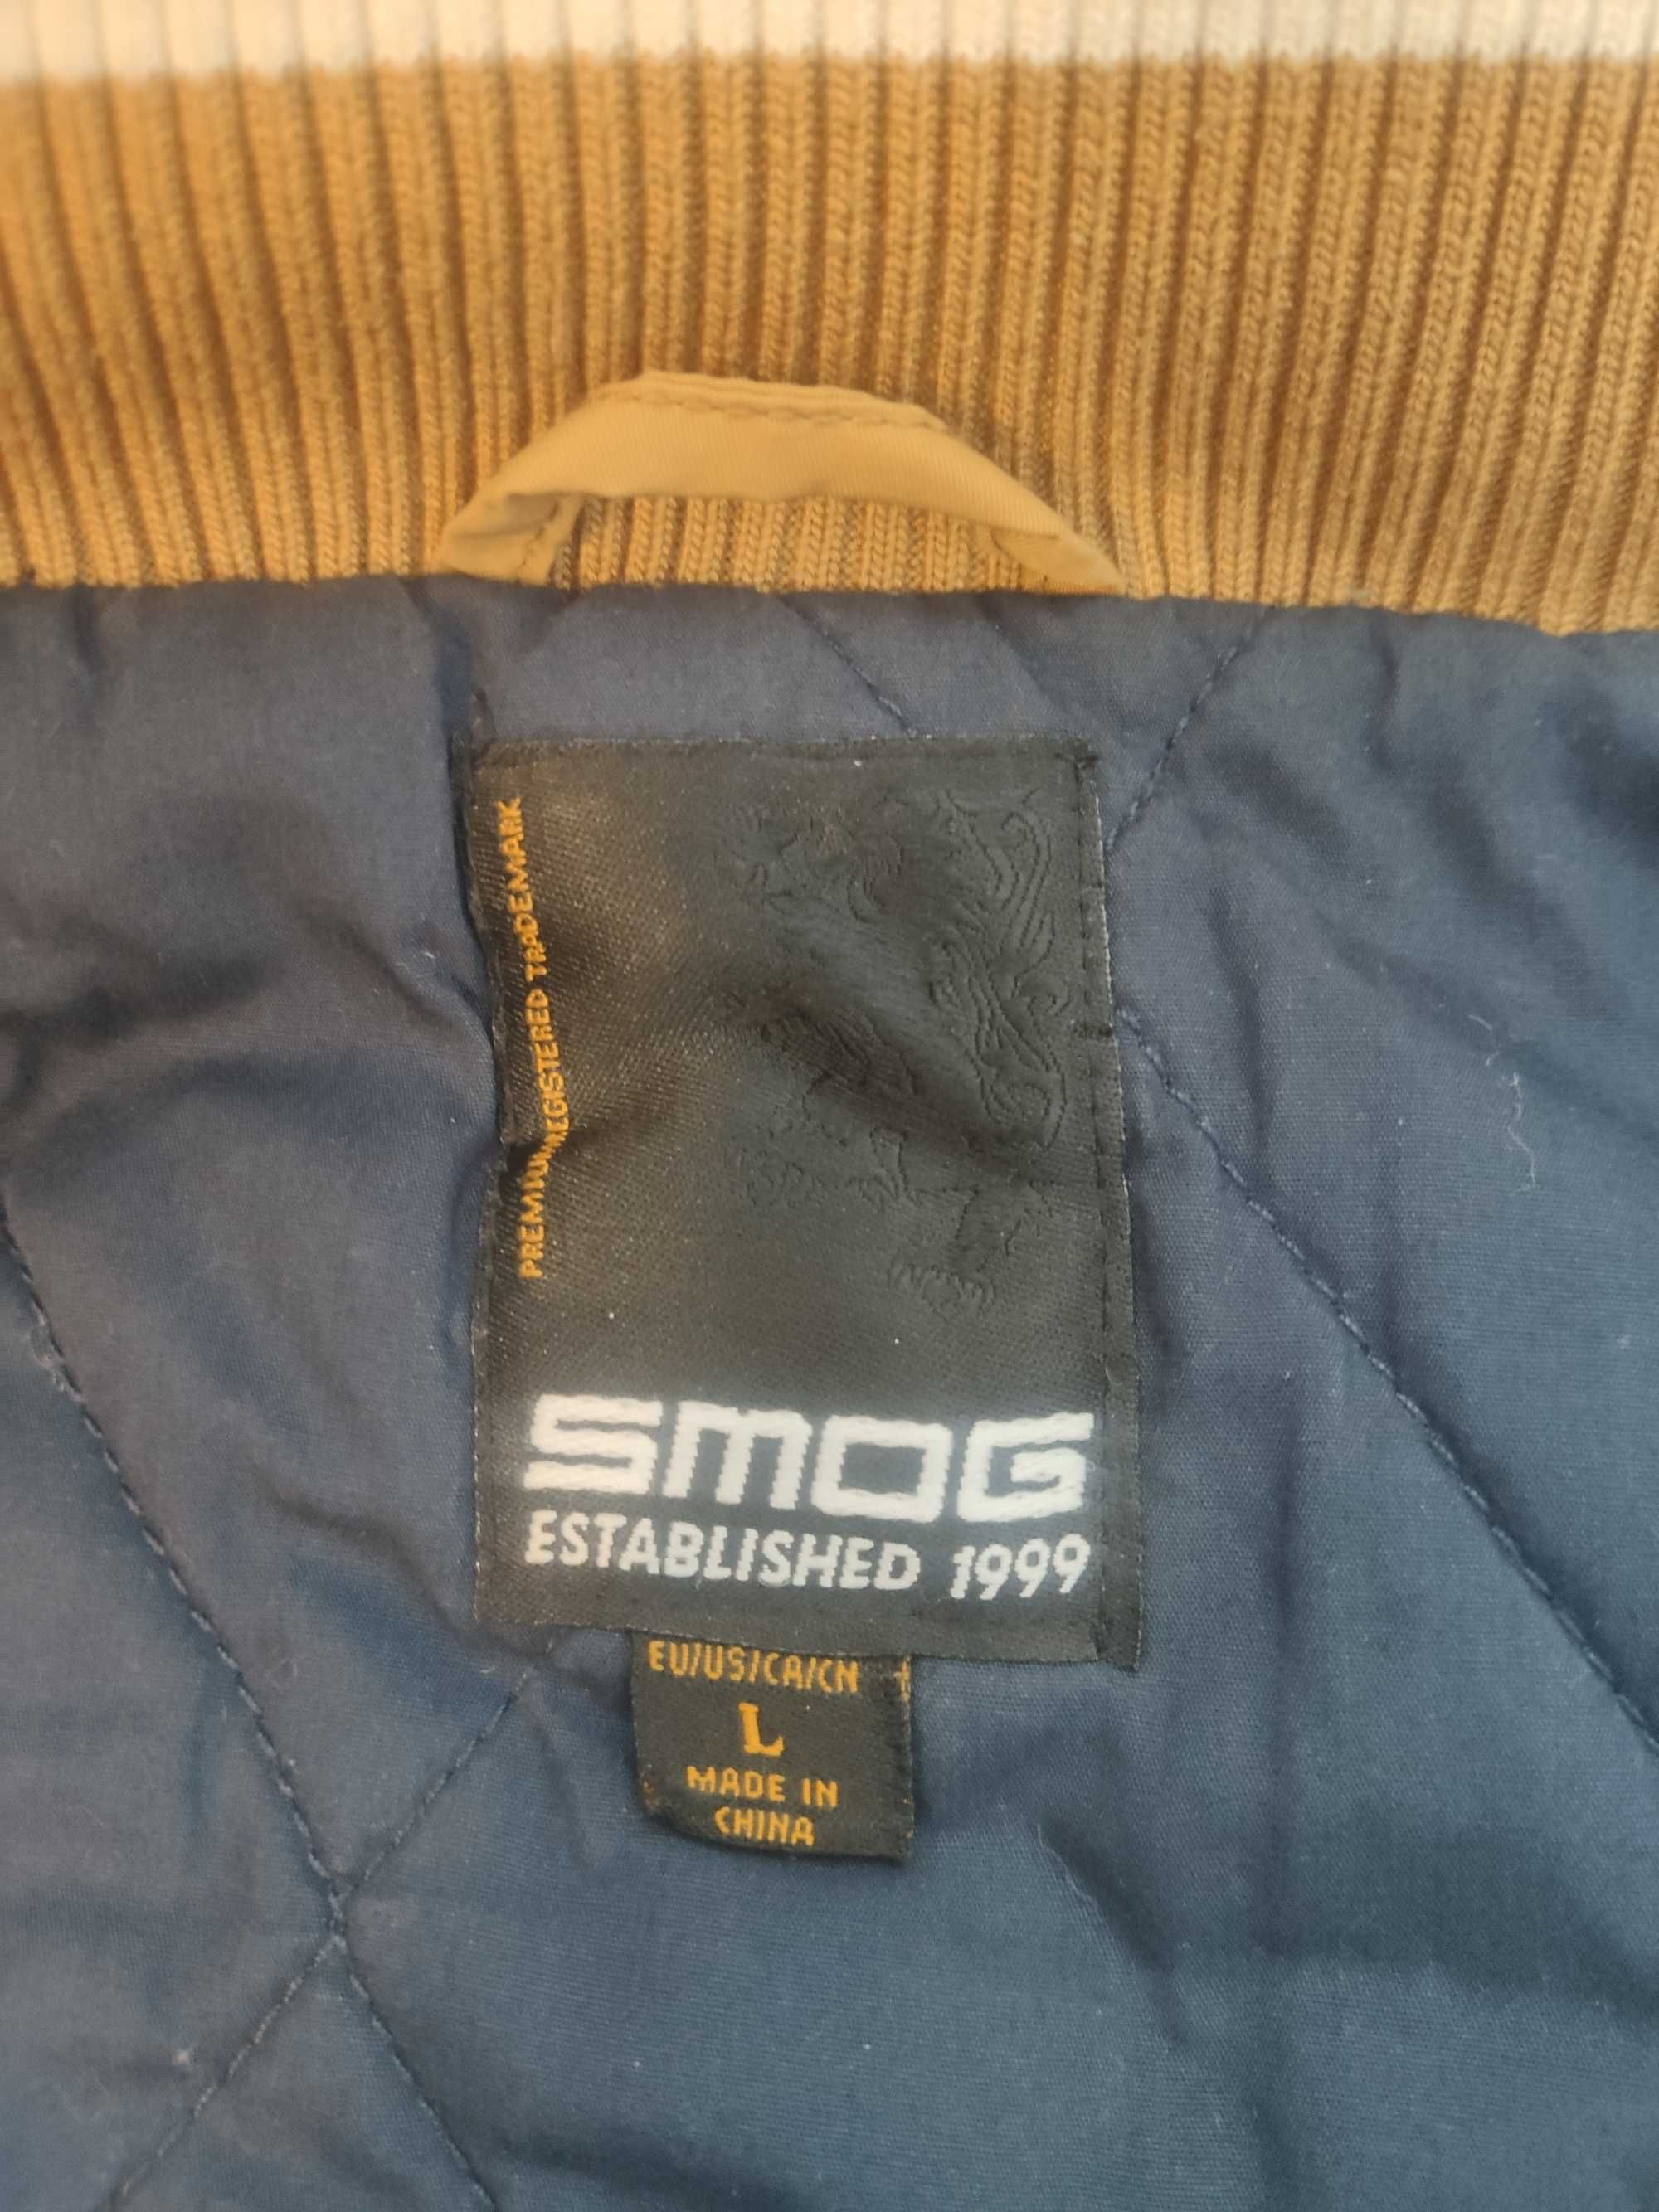 PREMIUM REGISTERED TRADEMARK
SMOG
ESTABLISHED 1999
EU/US/CA/CN
L
MADE IN
CHINA